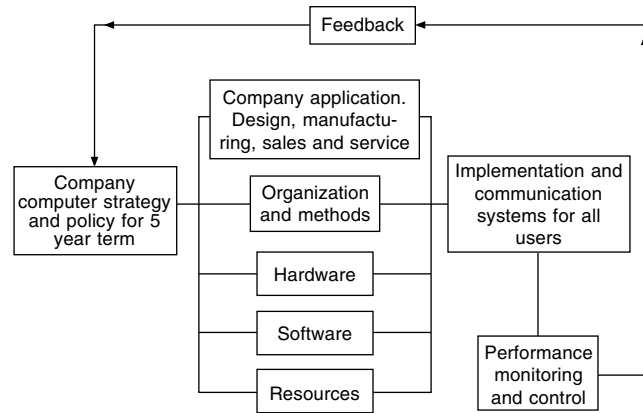 Feedback
Company application.
Design, manufactu-
ring, sales and service
Company
computer strategy
and policy for 5
year term
Organization
and methods
Implementation and
communication
systems for all
users
Hardware
Software
Resources
Performance
monitoring
and control